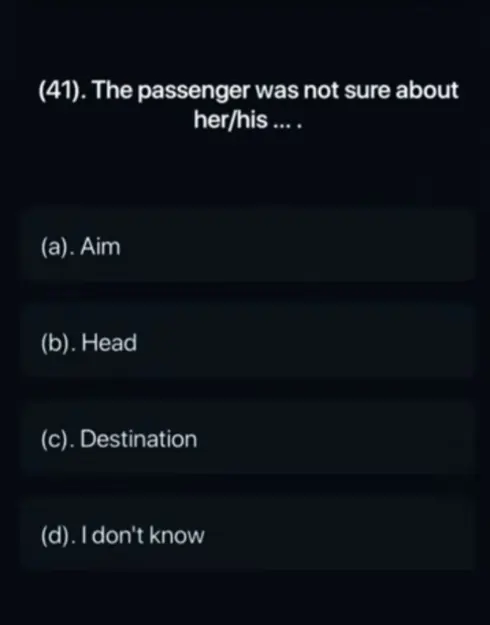 (41). The passenger was not sure about
her/his ... .
(a). Aim
(b). Head
(c). Destination
(d). I don't know